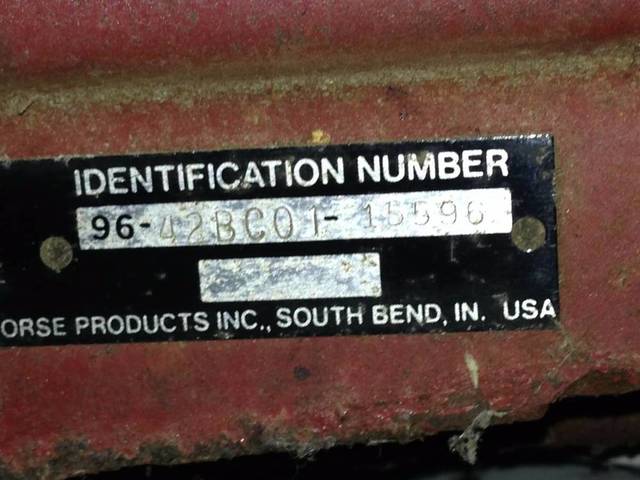 IDENTIFICATION NUMBER
96-42BC01-15596
ORSE PRODUCTS INC., SOUTH BEND, IN. USA